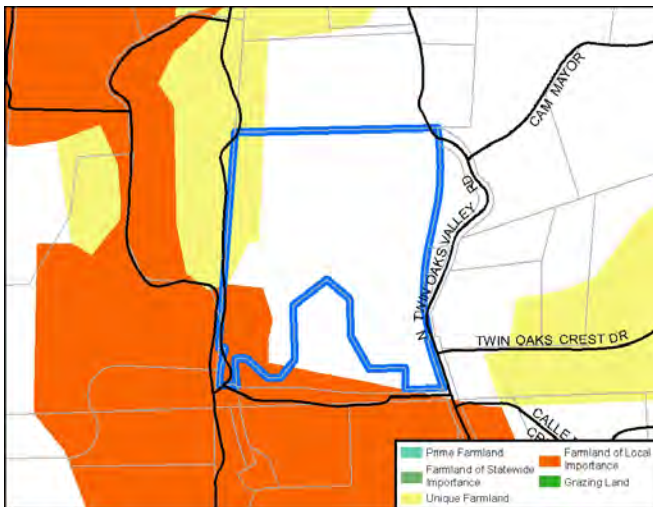 CAM MAYOR
N TWIN OAKS VALLEY RD
TWIN OAKS CREST DR
CALLE
Prime Farmland
Farmland of Statewide
Importance
Unique Farmland
Farmland of Local
Importance
Grazing Land